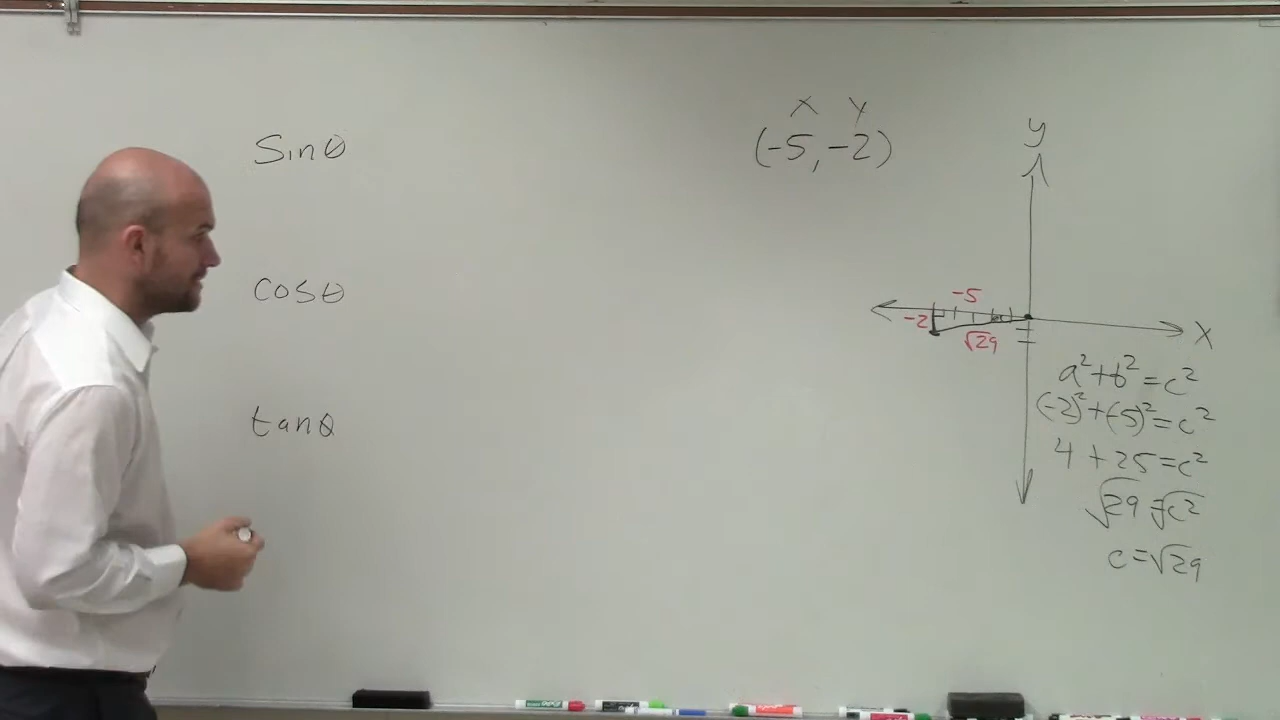 sinθ
cosθ
tanθ
X Y
(-5,-2)
y
-5
-2
√29
X
a²+b²=c²
(-2)²+(-5)²=c²
4+25=c²
√29=√c²
c=√29